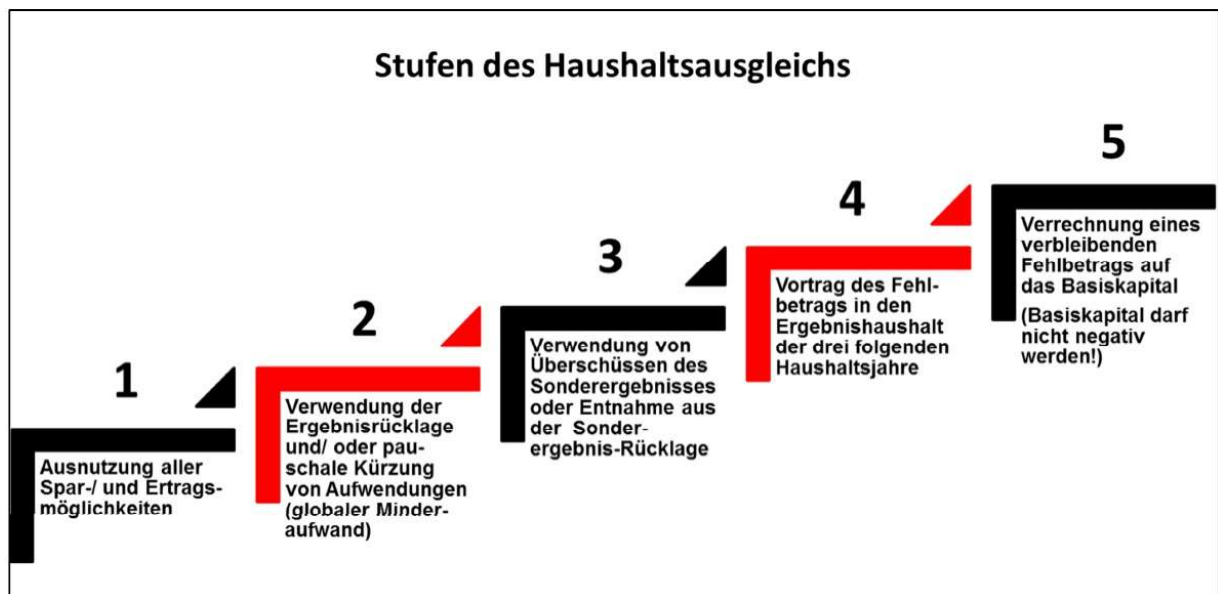 Stufen des Haushaltsausgleichs
1
Ausnutzung aller
Spar-/ und Ertrags-
möglichkeiten
2
Verwendung der
Ergebnisrücklage
und/ oder pau-
schale Kürzung
von Aufwendungen
(globaler Minder-
aufwand)
3
Verwendung von
Überschüssen des
Sonderergebnisses
oder Entnahme aus
der Sonder-
ergebnis-Rücklage
4
Vortrag des Fehl-
betrags in den
Ergebnishaushalt
der drei folgenden
Haushaltsjahre
5
Verrechnung eines
verbleibenden
Fehlbetrags auf
das Basiskapital
(Basiskapital darf
nicht negativ
werden!)